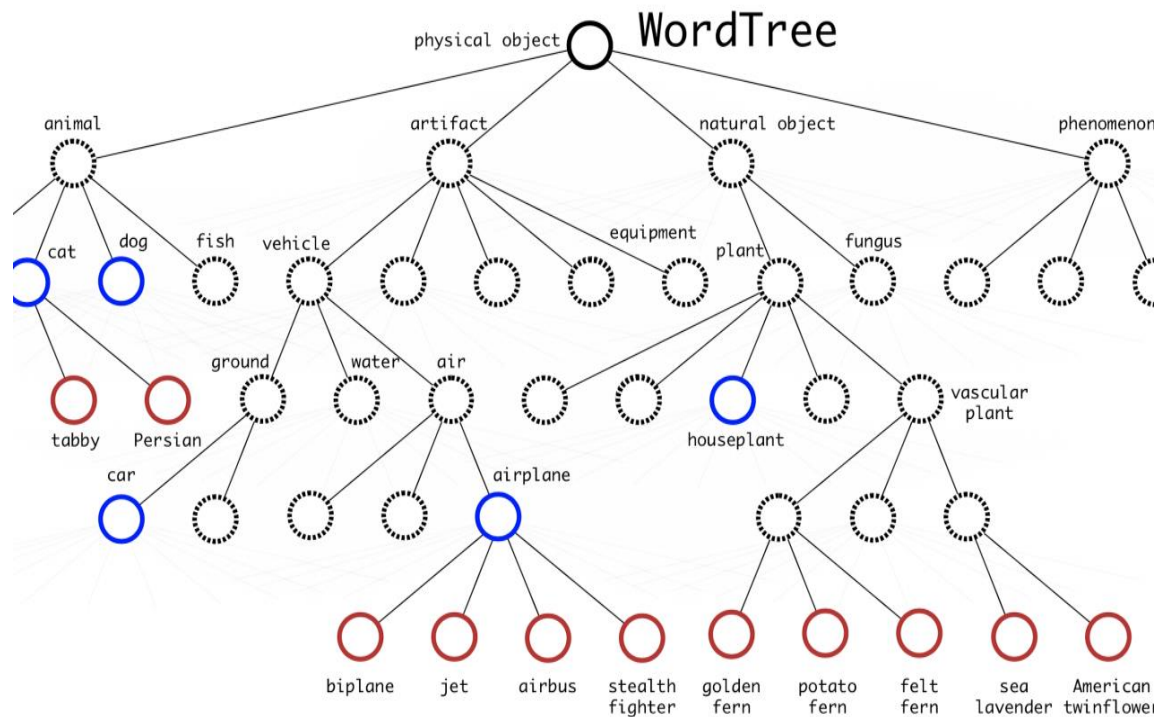 WordTree
physical object
animal
artifact
natural object
phenomenon
cat
dog
fish
vehicle
equipment
plant
fungus
ground
water
air
vascular
plant
tabby
Persian
houseplant
car
airplane
biplane
jet
airbus
stealth
fighter
golden
fern
potato
fern
felt
fern
sea
lavender
American
twinflower